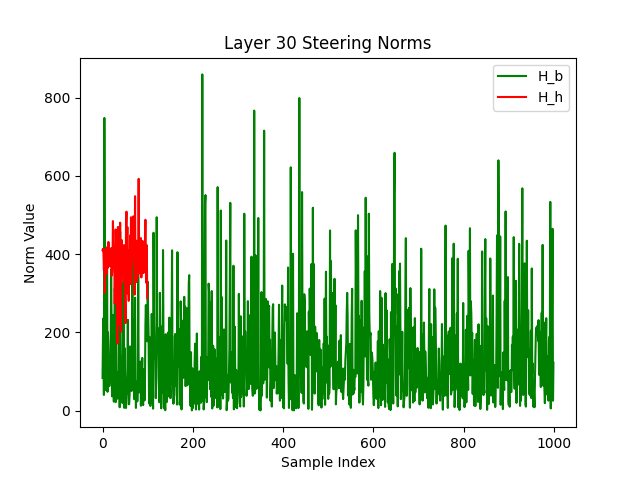 Layer 30 Steering Norms
H_b
H_h
Norm Value
800
600
400
200
0
0 200 400 600 800 1000
Sample Index